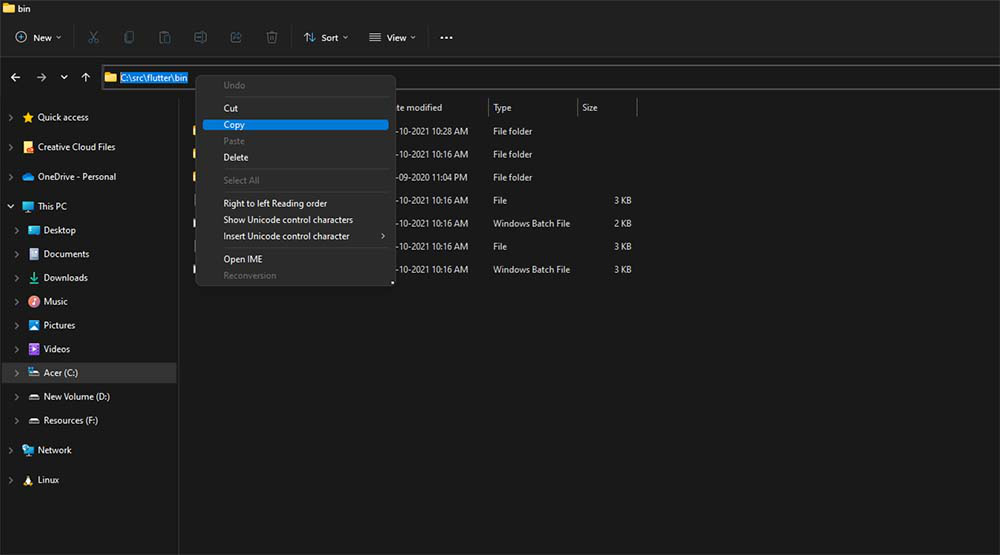 bin
New
Sort
View
C:\src\flutter\bin
Undo
Cut
Copy
Paste
Delete
Select All
Right to left Reading order
Show Unicode control characters
Insert Unicode control character
Open IME
Reconversion
Quick access
Creative Cloud Files
OneDrive - Personal
This PC
Desktop
Documents
Downloads
Music
Pictures
Videos
Acer (C:)
New Volume (D:)
Resources (F:)
Network
Linux
te modified Type Size
-10-2021 10:28 AM File folder
-10-2021 10:16 AM File folder
-09-2020 11:04 PM File folder
-10-2021 10:16 AM File 3 KB
-10-2021 10:16 AM Windows Batch File 2 KB
-10-2021 10:16 AM File 3 KB
-10-2021 10:16 AM Windows Batch File 3 KB